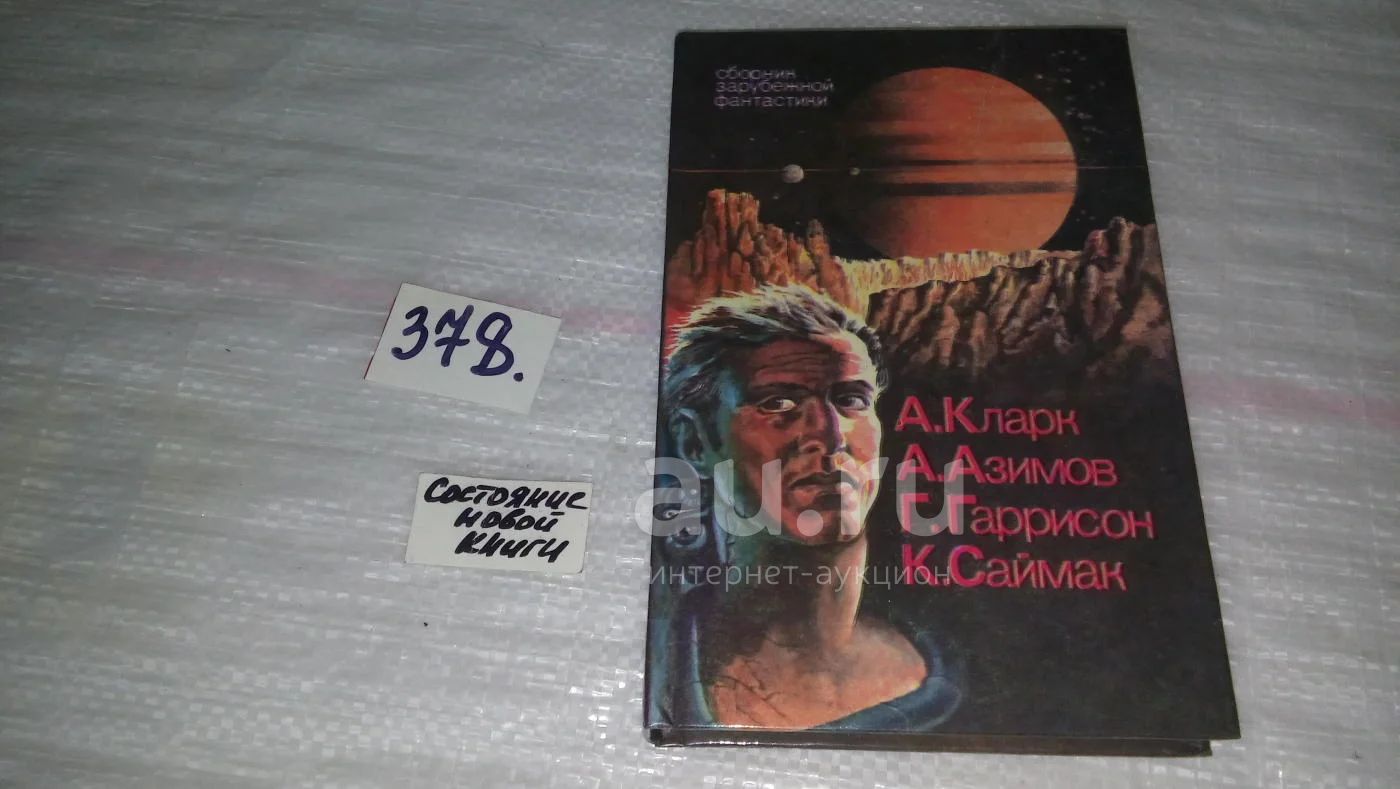 сборник
зарубежной
фантастики
378.
А.Кларк
А.Азимов
Г.Гаррисон
К.Саймак
Состояние
новой
книги
au.ru
интернет-аукцион